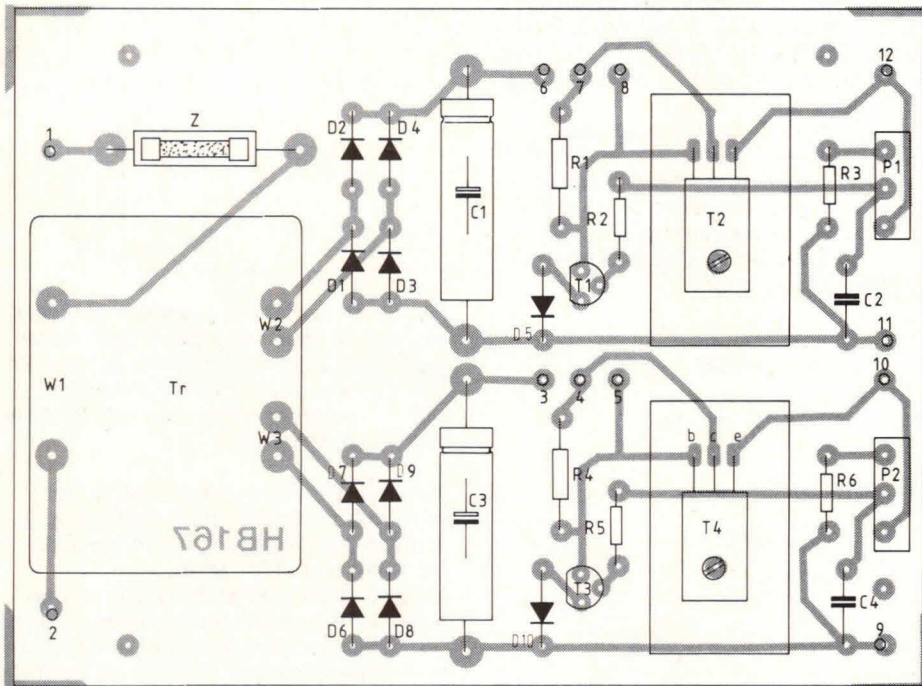 12
6 7 8
1
Z
D2 D4
P1
R1
R3
C1
R2
T2
T1
D1 D3
C2
W2
D5
11
10
3 4 5
W1
Tr
b c e
W3
P2
D7 D9
R4
R6
C3
R5
T4
HB167
T3
C4
2
D6 D8
D10
9